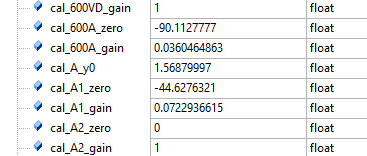 cal_600VD_gain 1 float
cal_600A_zero -90.1127777 float
cal_600A_gain 0.0360464863 float
cal_A_y0 1.56879997 float
cal_A1_zero -44.6276321 float
cal_A1_gain 0.0722936615 float
cal_A2_zero 0 float
cal_A2_gain 1 float